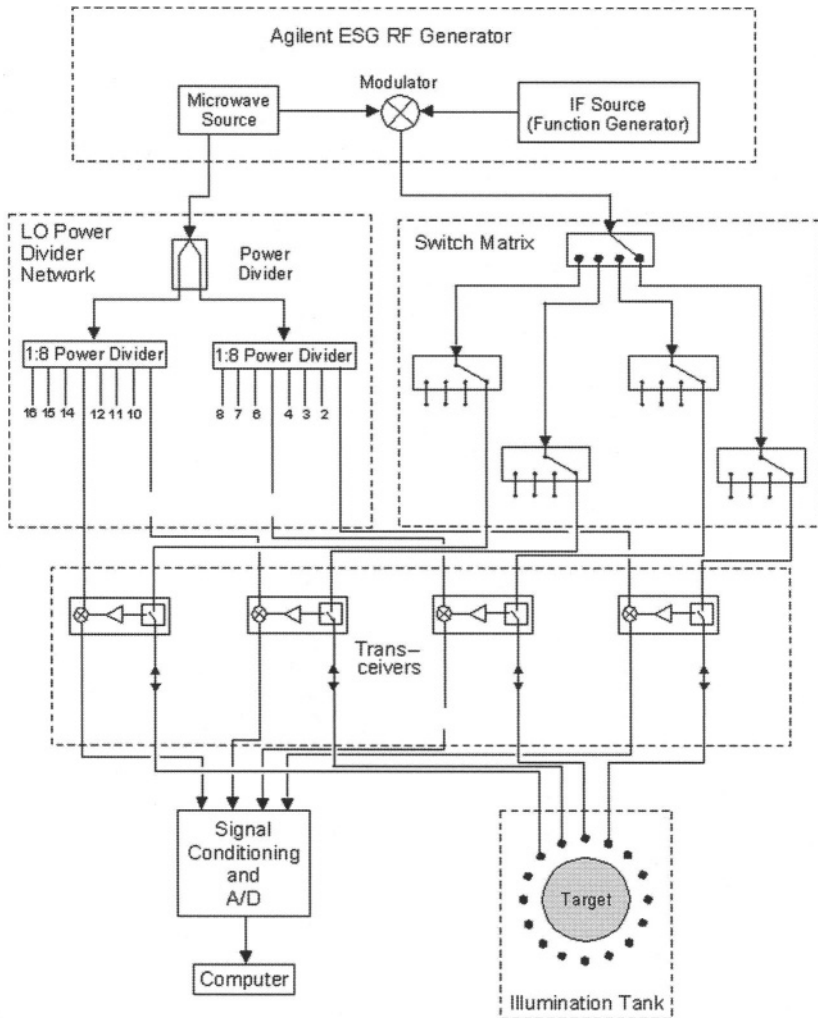 Agilent ESG RF Generator
Modulator
Microwave
Source
IF Source
(Function Generator)
LO Power
Divider
Network
Power
Divider
Switch Matrix
1:8 Power Divider
1:8 Power Divider
16 15 14 12 11 10
8 7 6 4 3 2
Trans–
ceivers
Signal
Conditioning
and
A/D
Computer
Target
Illumination Tank